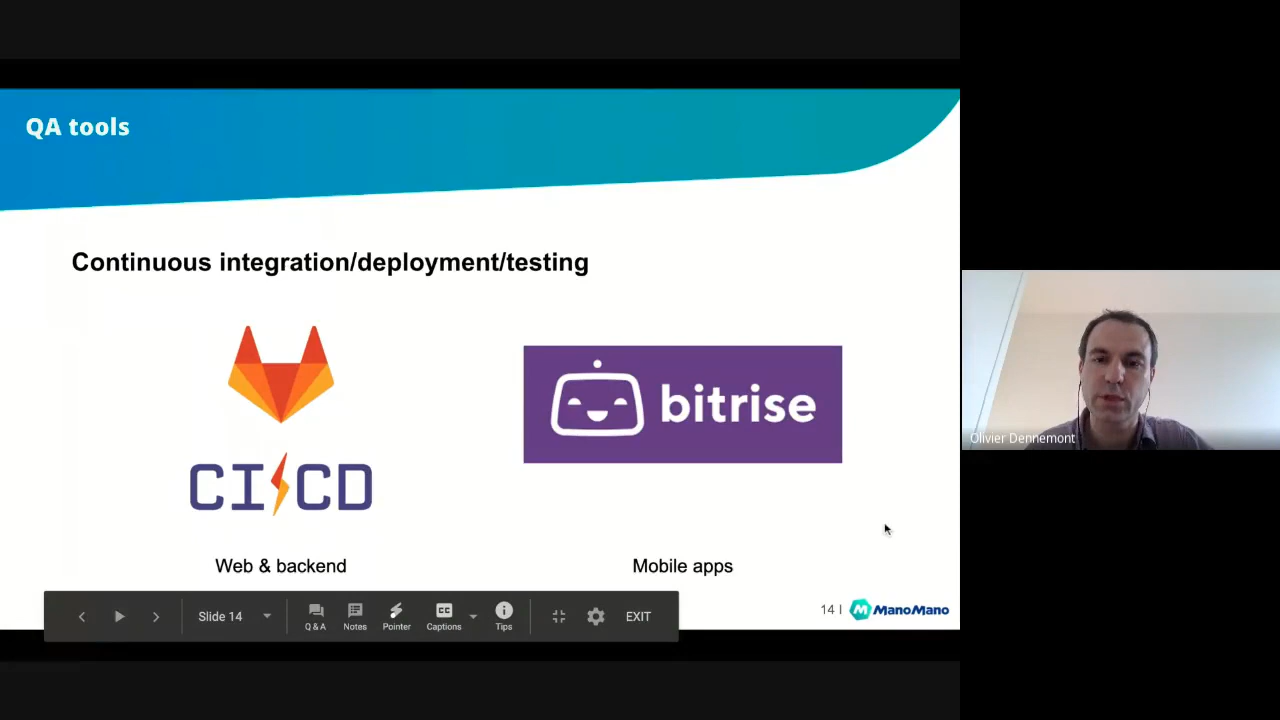 QA tools
Continuous integration/deployment/testing
CI CD
bitrise
Web & backend
Mobile apps
Slide 14
Q & A
Notes
Pointer
CC
Captions
Tips
EXIT
14 |
ManoMano
Olivier Dennemont